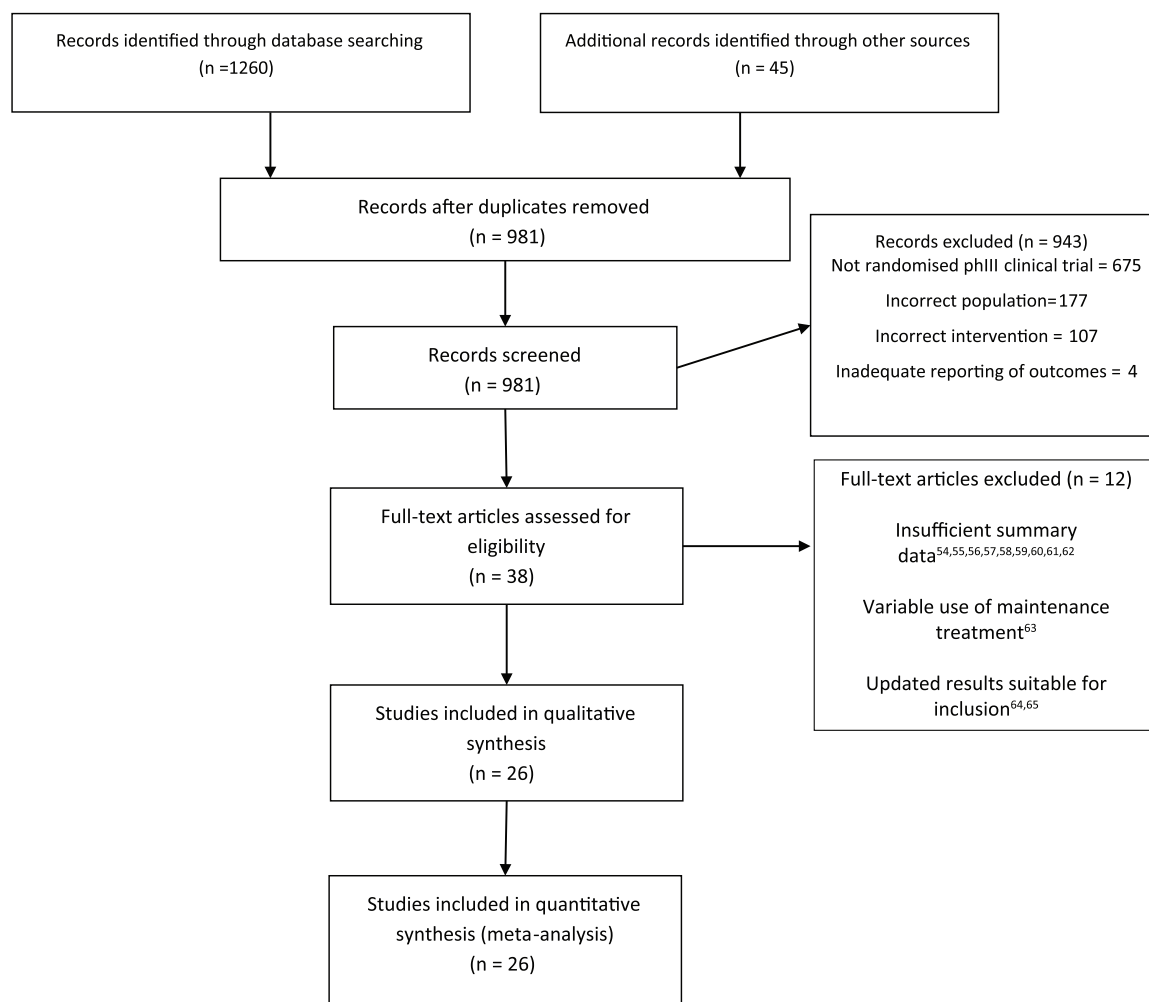 Records identified through database searching
(n =1260)
Additional records identified through other sources
(n = 45)
Records after duplicates removed
(n = 981)
Records screened
(n = 981)
Records excluded (n = 943)
Not randomised phIII clinical trial = 675
Incorrect population=177
Incorrect intervention = 107
Inadequate reporting of outcomes = 4
Full-text articles assessed for
eligibility
(n = 38)
Full-text articles excluded (n = 12)
Insufficient summary
data54,55,56,57,58,59,60,61,62
Variable use of maintenance
treatment63
Updated results suitable for
inclusion64,65
Studies included in qualitative
synthesis
(n = 26)
Studies included in quantitative
synthesis (meta-analysis)
(n = 26)